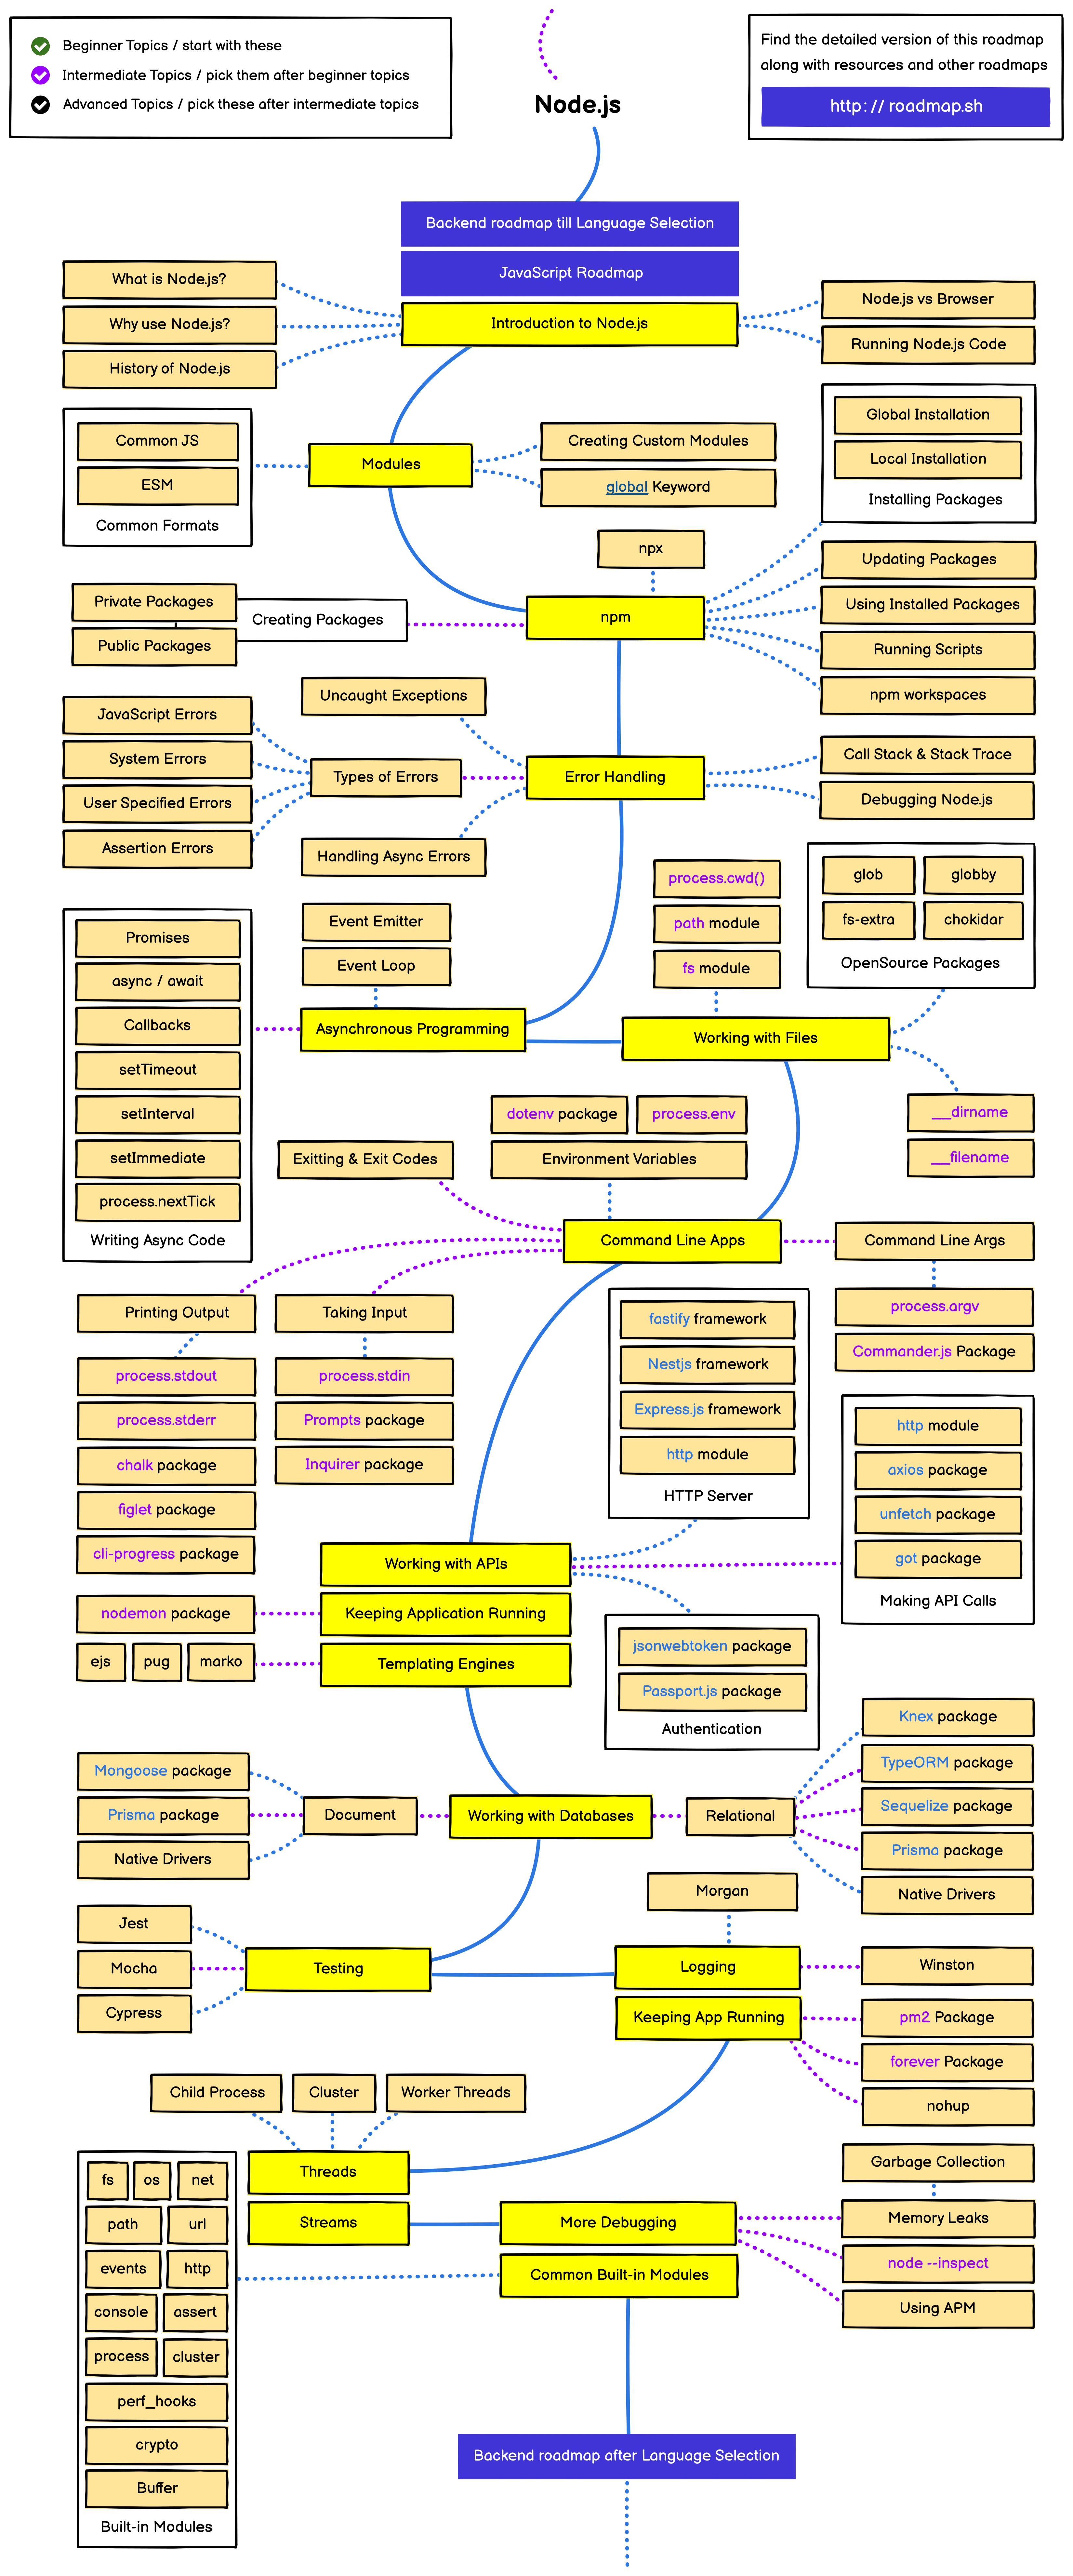 Beginner Topics / start with these
Intermediate Topics / pick them after beginner topics
Advanced Topics / pick these after intermediate topics
Find the detailed version of this roadmap
along with resources and other roadmaps
http://roadmap.sh
Node.js
Backend roadmap till Language Selection
JavaScript Roadmap
Introduction to Node.js
What is Node.js?
Why use Node.js?
History of Node.js
Node.js vs Browser
Running Node.js Code
Modules
Common JS
ESM
Common Formats
Creating Custom Modules
global Keyword
Global Installation
Local Installation
Installing Packages
npx
npm
Private Packages
Public Packages
Creating Packages
Updating Packages
Using Installed Packages
Running Scripts
npm workspaces
Error Handling
Uncaught Exceptions
Types of Errors
Handling Async Errors
JavaScript Errors
System Errors
User Specified Errors
Assertion Errors
Call Stack & Stack Trace
Debugging Node.js
Asynchronous Programming
Event Emitter
Event Loop
Promises
async / await
Callbacks
setTimeout
setInterval
setImmediate
process.nextTick
Writing Async Code
Working with Files
process.cwd()
path module
fs module
glob
globby
fs-extra
chokidar
OpenSource Packages
__dirname
__filename
Command Line Apps
dotenv package
process.env
Environment Variables
Exitting & Exit Codes
Command Line Args
process.argv
Commander.js Package
Printing Output
process.stdout
process.stderr
chalk package
figlet package
cli-progress package
Taking Input
process.stdin
Prompts package
Inquirer package
Working with APIs
fastify framework
Nestjs framework
Express.js framework
http module
HTTP Server
http module
axios package
unfetch package
got package
Making API Calls
jsonwebtoken package
Passport.js package
Authentication
Keeping Application Running
nodemon package
Templating Engines
ejs
pug
marko
Working with Databases
Document
Mongoose package
Prisma package
Native Drivers
Relational
Knex package
TypeORM package
Sequelize package
Prisma package
Native Drivers
Testing
Jest
Mocha
Cypress
Logging
Morgan
Winston
Keeping App Running
pm2 Package
forever Package
nohup
Threads
Child Process
Cluster
Worker Threads
Streams
More Debugging
Garbage Collection
Memory Leaks
node --inspect
Using APM
Common Built-in Modules
fs
os
net
path
url
events
http
console
assert
process
cluster
perf_hooks
crypto
Buffer
Built-in Modules
Backend roadmap after Language Selection